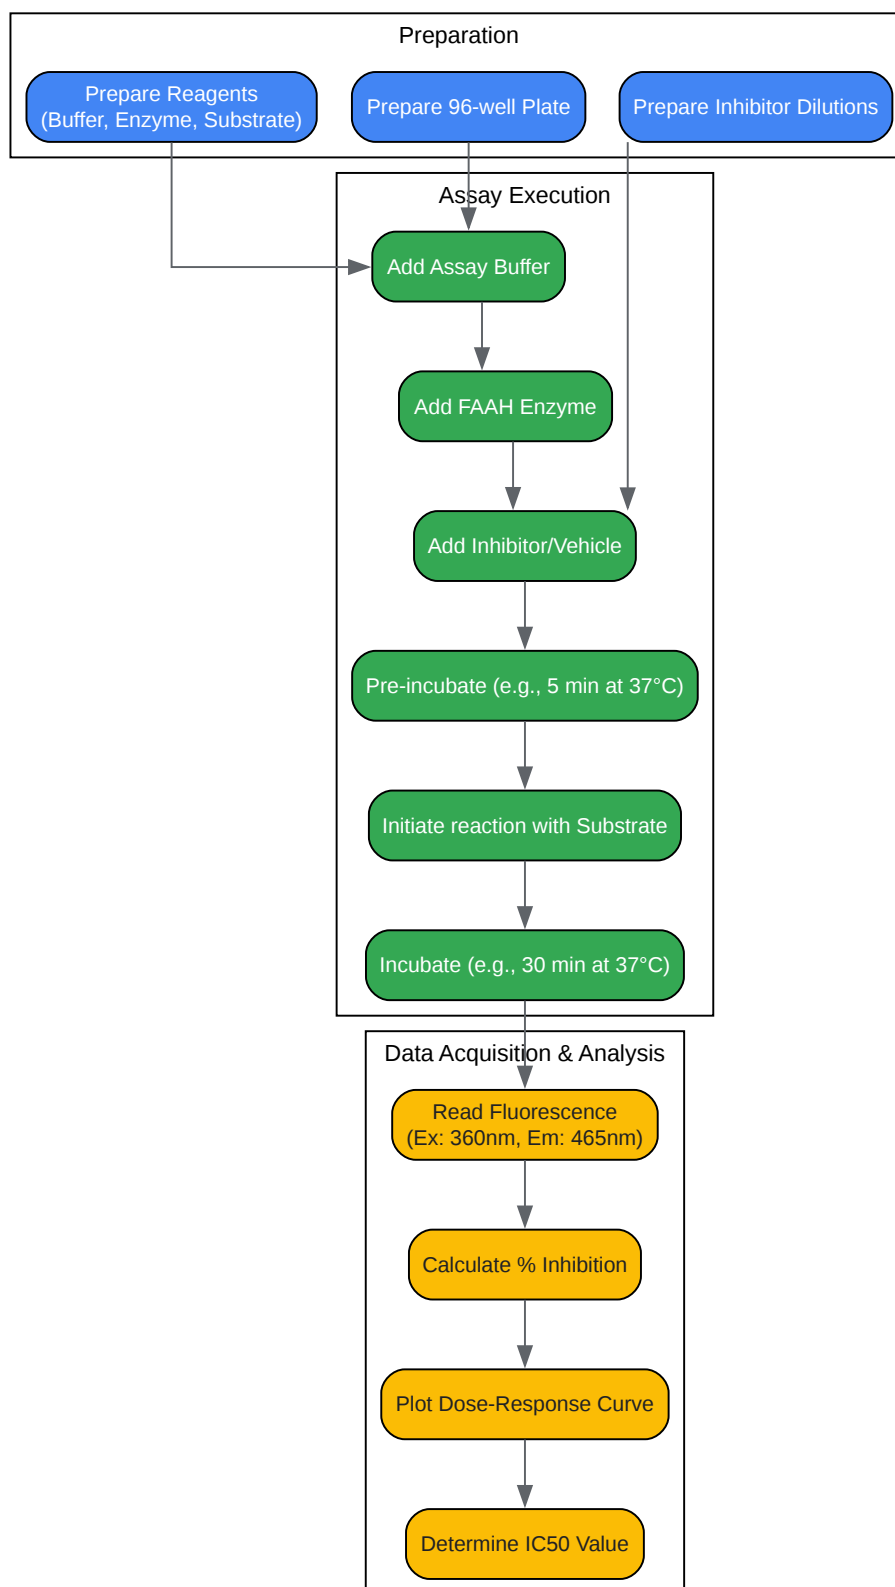 Preparation
Prepare Reagents
(Buffer, Enzyme, Substrate)
Prepare 96-well Plate
Prepare Inhibitor Dilutions
Assay Execution
Add Assay Buffer
Add FAAH Enzyme
Add Inhibitor/Vehicle
Pre-incubate (e.g., 5 min at 37°C)
Initiate reaction with Substrate
Incubate (e.g., 30 min at 37°C)
Data Acquisition & Analysis
Read Fluorescence
(Ex: 360nm, Em: 465nm)
Calculate % Inhibition
Plot Dose-Response Curve
Determine IC50 Value